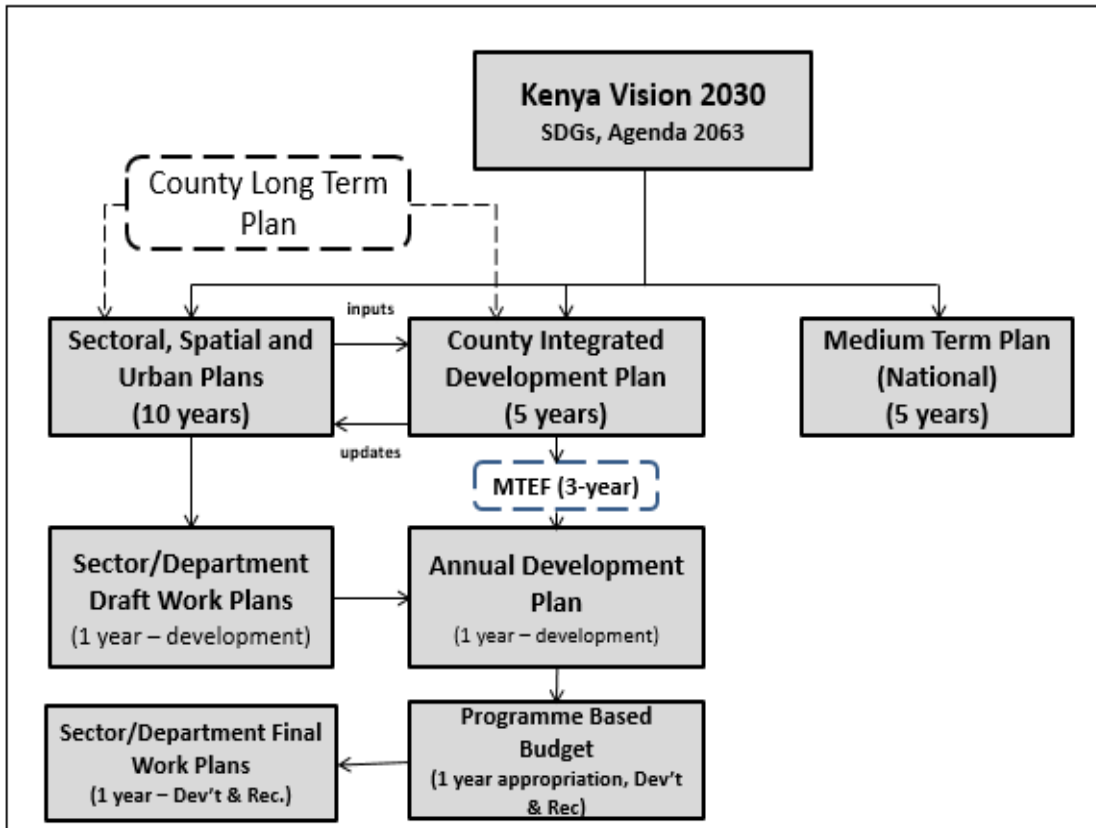 Kenya Vision 2030
SDGs, Agenda 2063
County Long Term
Plan
inputs
Sectoral, Spatial and
Urban Plans
(10 years)
County Integrated
Development Plan
(5 years)
Medium Term Plan
(National)
(5 years)
updates
MTEF (3-year)
Sector/Department
Draft Work Plans
(1 year – development)
Annual Development
Plan
(1 year – development)
Sector/Department Final
Work Plans
(1 year – Dev’t & Rec.)
Programme Based
Budget
(1 year appropriation, Dev’t
& Rec)